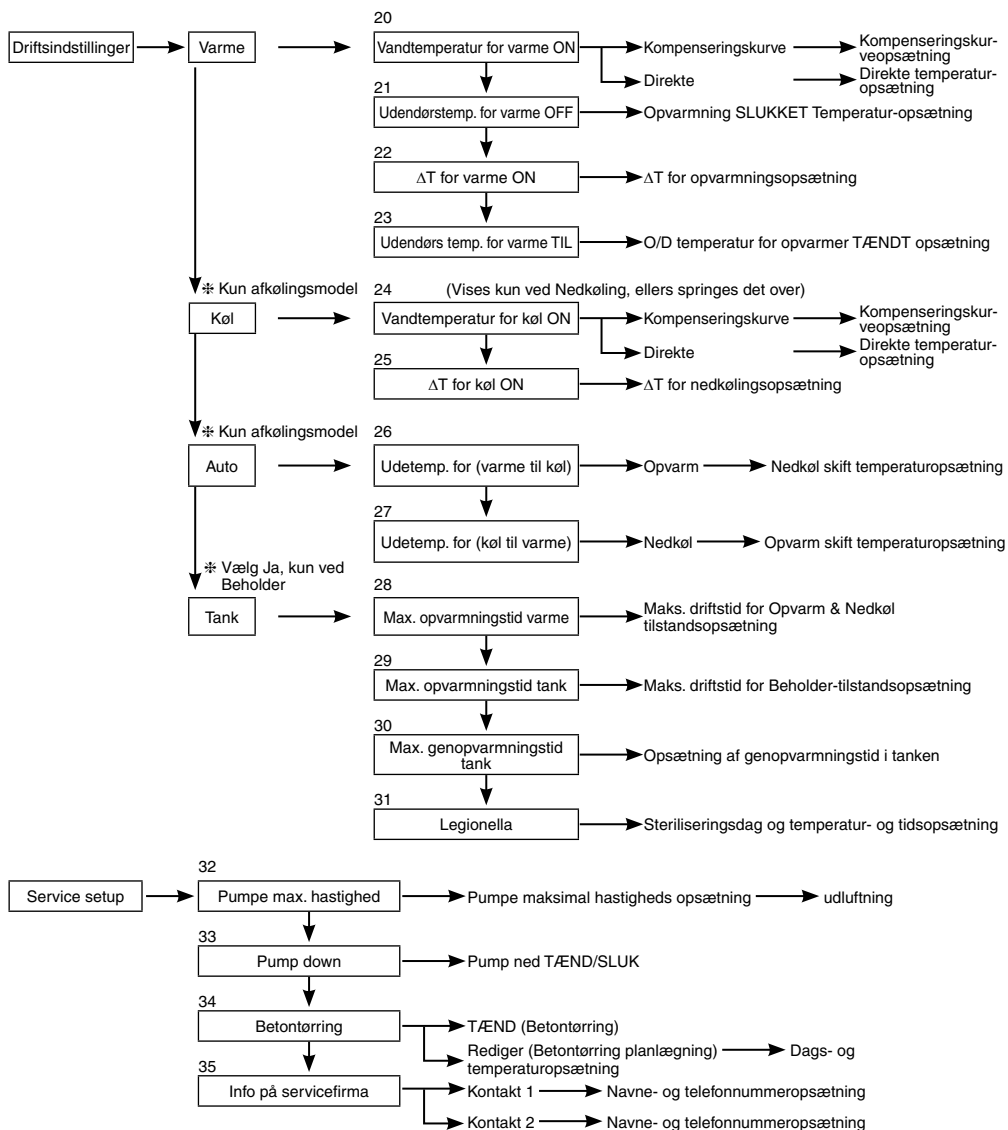 20
Driftsindstillinger
Varme
Vandtemperatur for varme ON
Kompenseringskurve
Kompenseringskur-
veopsætning
Direkte
Direkte temperatur-
opsætning
21
Udendørstemp. for varme OFF
Opvarmning SLUKKET Temperatur-opsætning
22
∆T for varme ON
∆T for opvarmningsopsætning
23
Udendørs temp. for varme TIL
O/D temperatur for opvarmer TÆNDT opsætning
❈ Kun afkølingsmodel
24
(Vises kun ved Nedkøling, ellers springes det over)
Køl
Vandtemperatur for køl ON
Kompenseringskurve
Kompenseringskur-
veopsætning
Direkte
Direkte temperatur-
opsætning
25
∆T for køl ON
∆T for nedkølingsopsætning
❈ Kun afkølingsmodel
26
Auto
Udetemp. for (varme til køl)
Opvarm
Nedkøl skift temperaturopsætning
27
Udetemp. for (køl til varme)
Nedkøl
Opvarm skift temperaturopsætning
❈ Vælg Ja, kun ved
Beholder
28
Tank
Max. opvarmningstid varme
Maks. driftstid for Opvarm & Nedkøl
tilstandsopsætning
29
Max. opvarmningstid tank
Maks. driftstid for Beholder-tilstandsopsætning
30
Max. genopvarmningstid
tank
Opsætning af genopvarmningstid i tanken
31
Legionella
Steriliseringsdag og temperatur- og tidsopsætning
32
Service setup
Pumpe max. hastighed
Pumpe maksimal hastigheds opsætning
udluftning
33
Pump down
Pump ned TÆND/SLUK
34
Betontørring
TÆND (Betontørring)
Rediger (Betontørring planlægning)
temperaturopsætning
Dags- og
35
Info på servicefirma
Kontakt 1
Navne- og telefonnummeropsætning
Kontakt 2
Navne- og telefonnummeropsætning